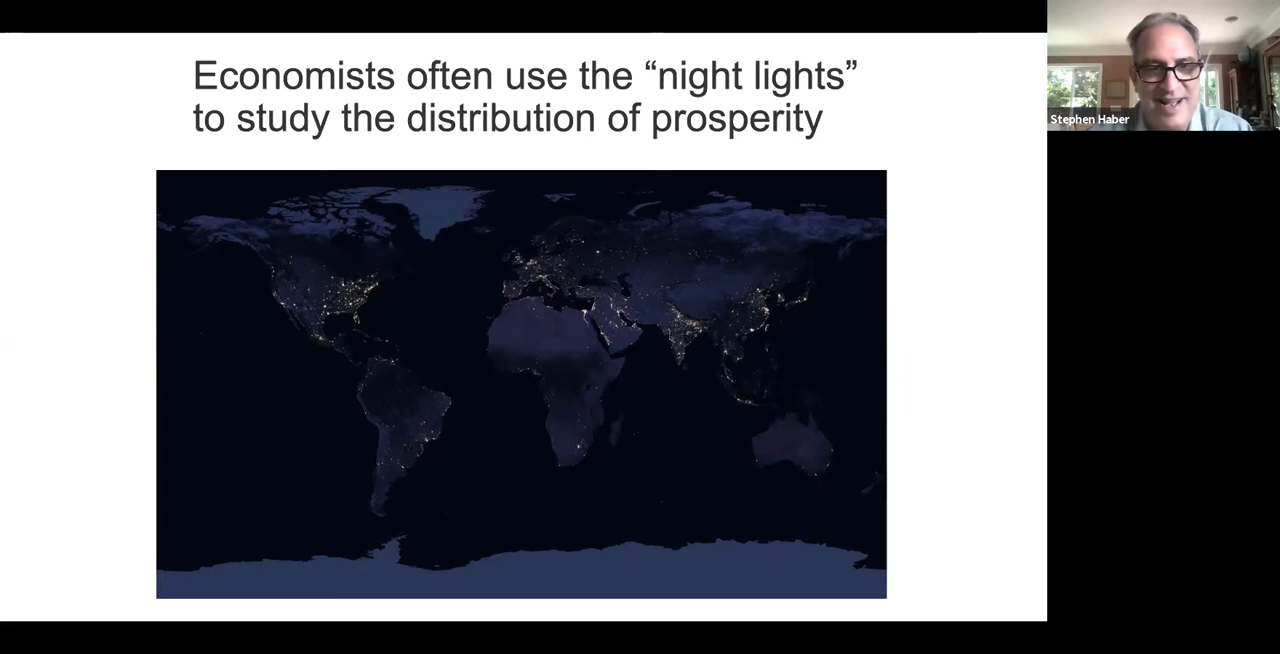 Economists often use the “night lights”
to study the distribution of prosperity
Stephen Haber